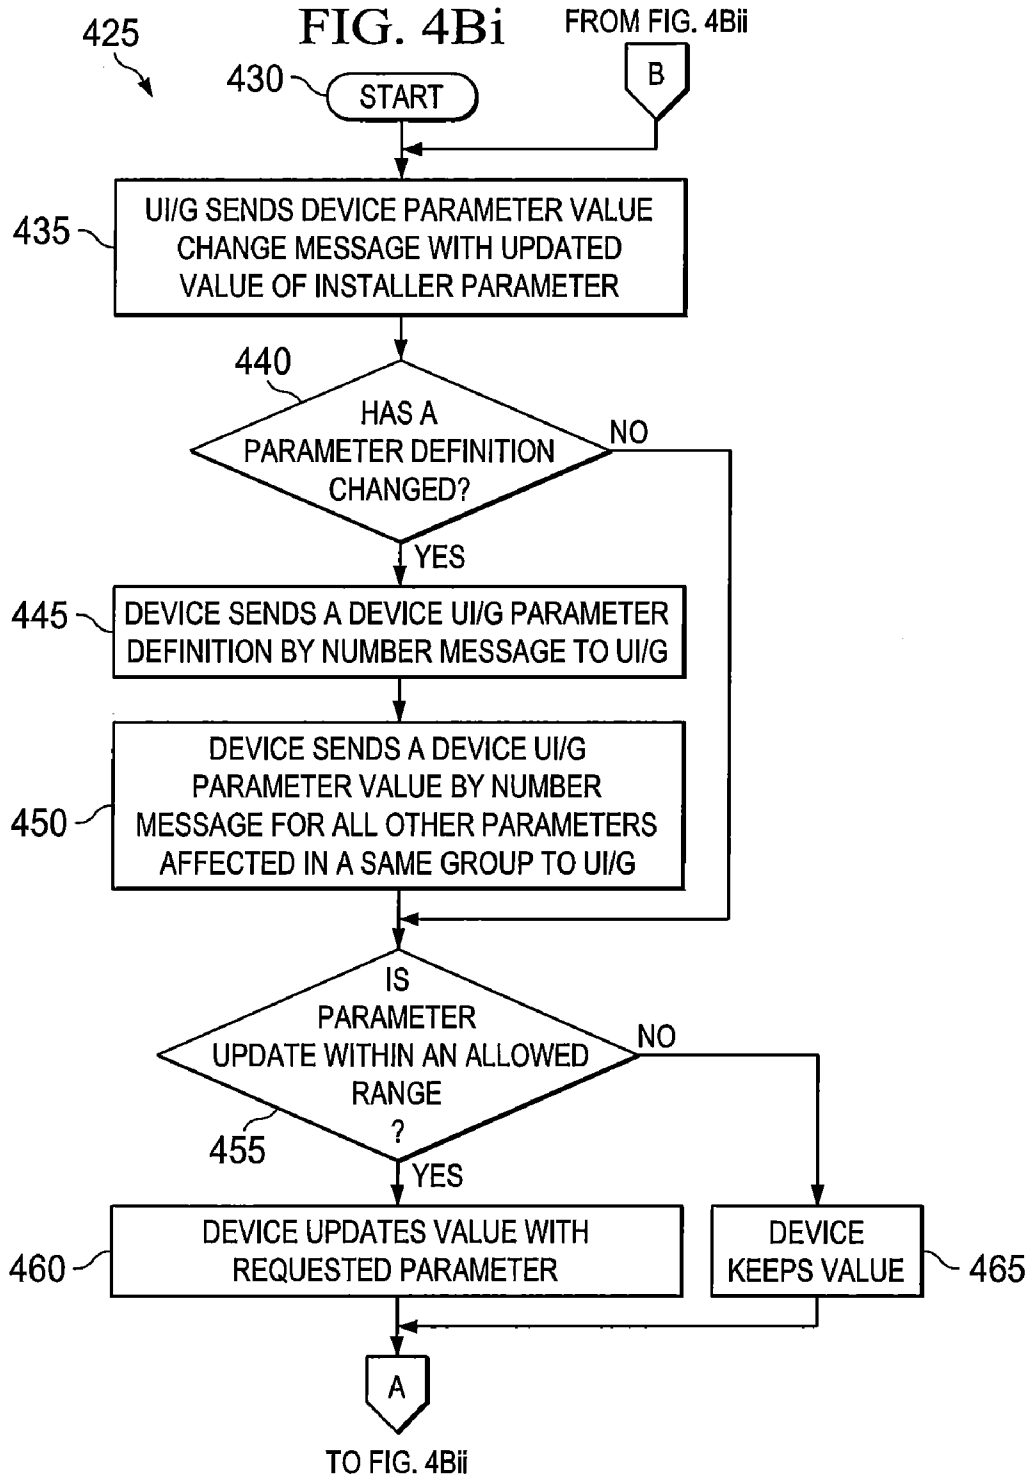 FIG. 4Bi
FROM FIG. 4Bii
425
B
430
START
435
UI/G SENDS DEVICE PARAMETER VALUE
CHANGE MESSAGE WITH UPDATED
VALUE OF INSTALLER PARAMETER
440
HAS A
PARAMETER DEFINITION
CHANGED?
NO
YES
445
DEVICE SENDS A DEVICE UI/G PARAMETER
DEFINITION BY NUMBER MESSAGE TO UI/G
450
DEVICE SENDS A DEVICE UI/G
PARAMETER VALUE BY NUMBER
MESSAGE FOR ALL OTHER PARAMETERS
AFFECTED IN A SAME GROUP TO UI/G
IS
PARAMETER
UPDATE WITHIN AN ALLOWED
RANGE
?
NO
455
YES
460
DEVICE UPDATES VALUE WITH
REQUESTED PARAMETER
DEVICE
KEEPS VALUE
465
A
TO FIG. 4Bii